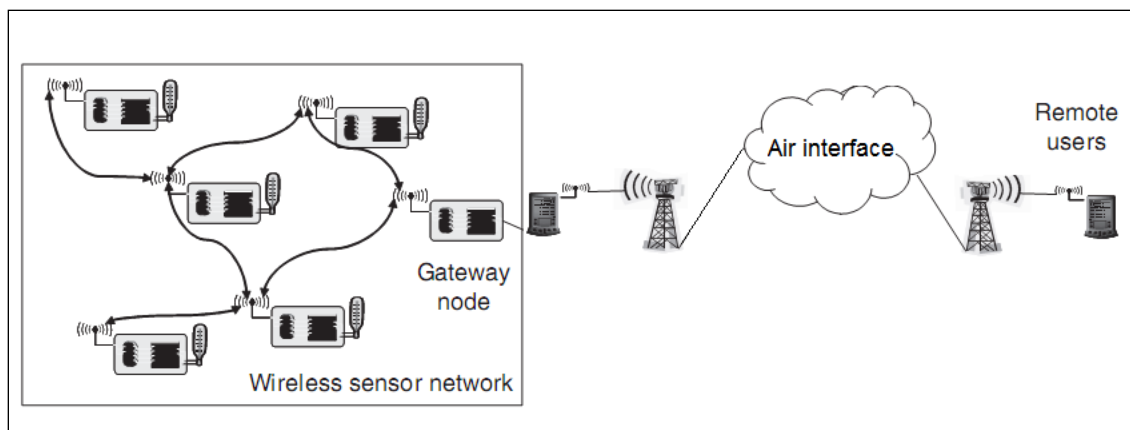 Remote
users
Air interface
Gateway
node
Wireless sensor network